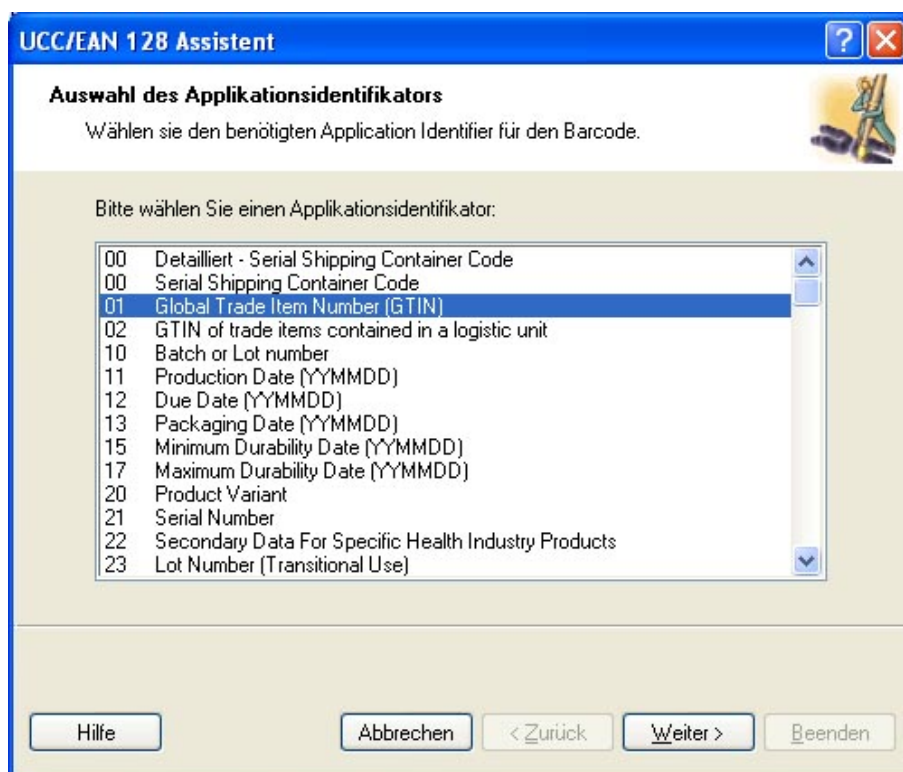 UCC/EAN 128 Assistent
Auswahl des Applikationsidentifikators
Wählen sie den benötigten Application Identifier für den Barcode.
Bitte wählen Sie einen Applikationsidentifikator:
00 Detailliert - Serial Shipping Container Code
00 Serial Shipping Container Code
01 Global Trade Item Number (GTIN)
02 GTIN of trade items contained in a logistic unit
10 Batch or Lot number
11 Production Date (YYMMDD)
12 Due Date (YYMMDD)
13 Packaging Date (YYMMDD)
15 Minimum Durability Date (YYMMDD)
17 Maximum Durability Date (YYMMDD)
20 Product Variant
21 Serial Number
22 Secondary Data For Specific Health Industry Products
23 Lot Number (Transitional Use)
Hilfe Abbrechen < Zurück Weiter > Beenden